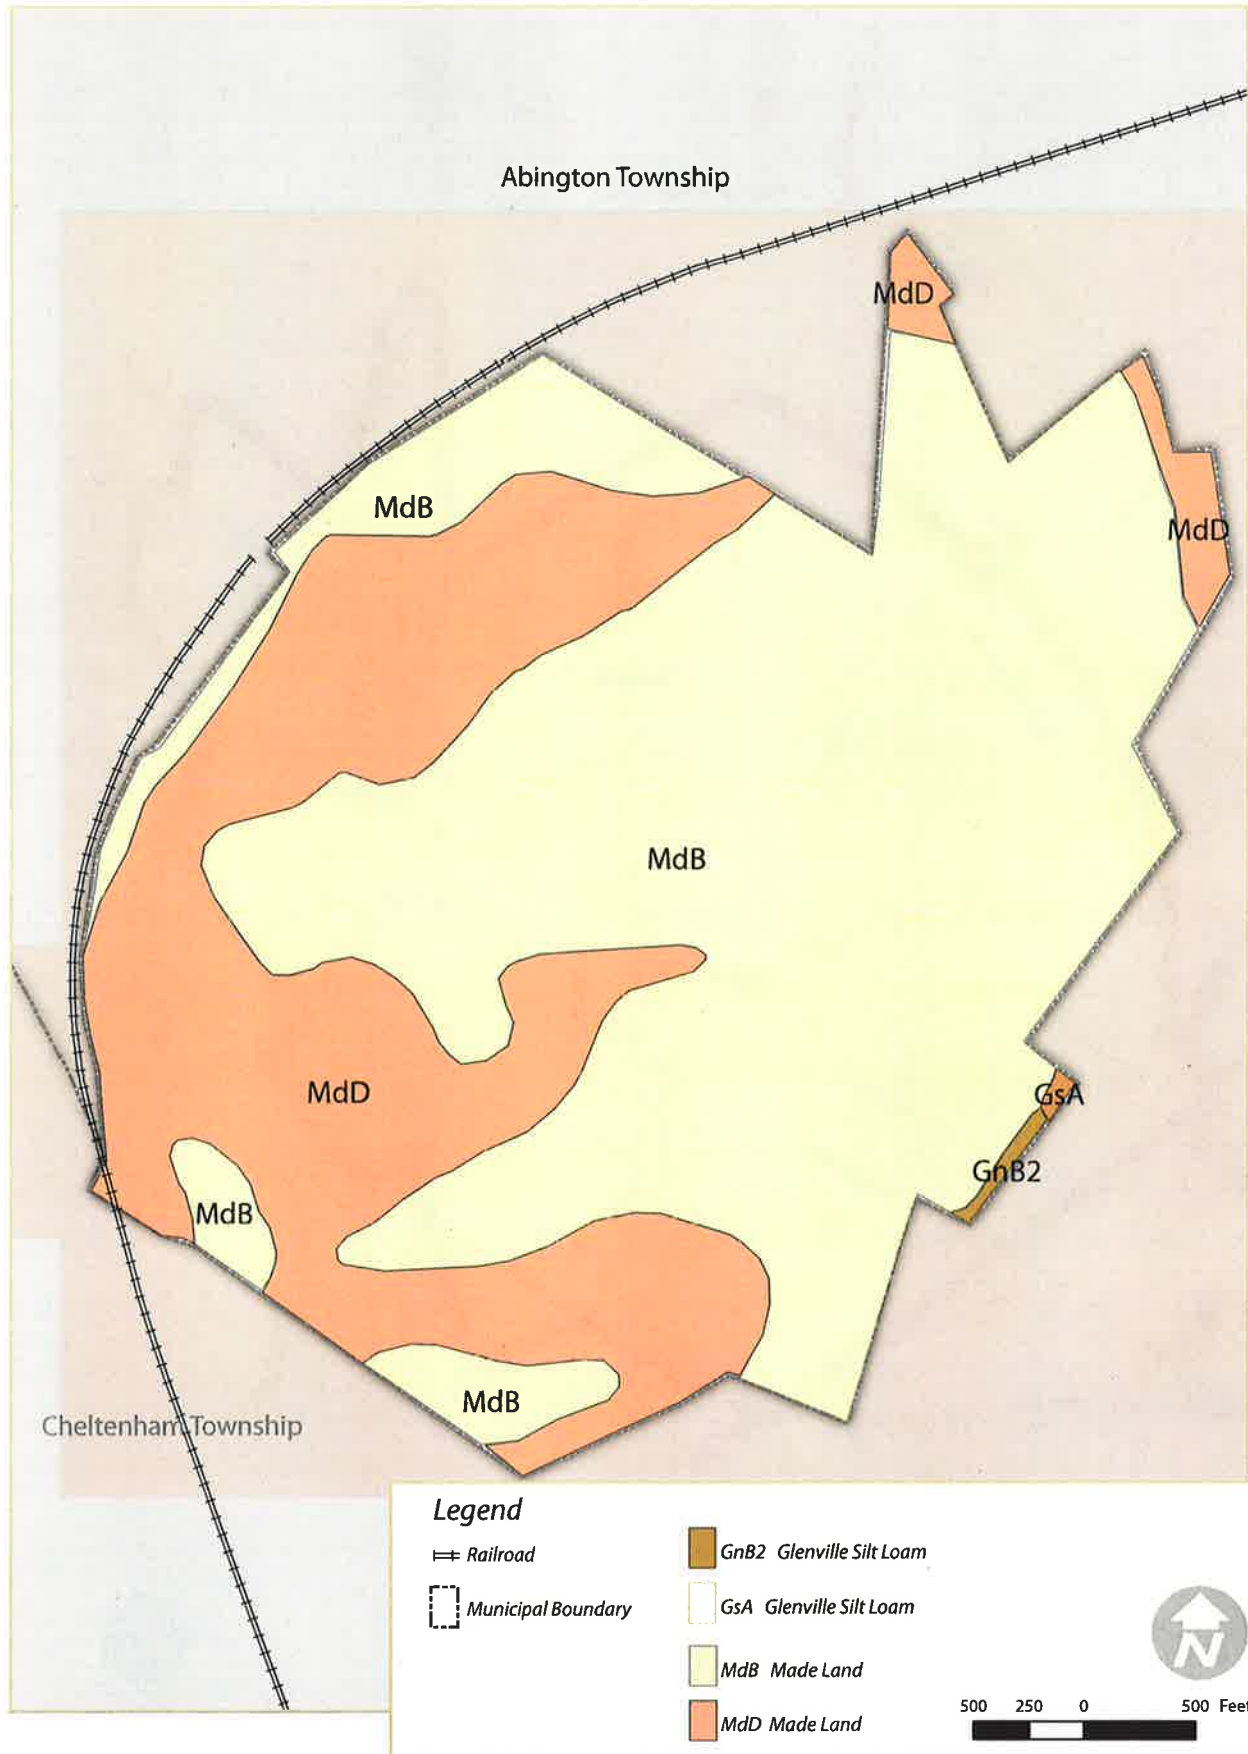 Abington Township
MdD
MdB
MdD
MdB
MdD
GsA
GnB2
MdB
MdB
Cheltenham Township
Legend
Railroad
Municipal Boundary
GnB2 Glenville Silt Loam
GsA Glenville Silt Loam
MdB Made Land
MdD Made Land
N
500 250 0 500 Feet